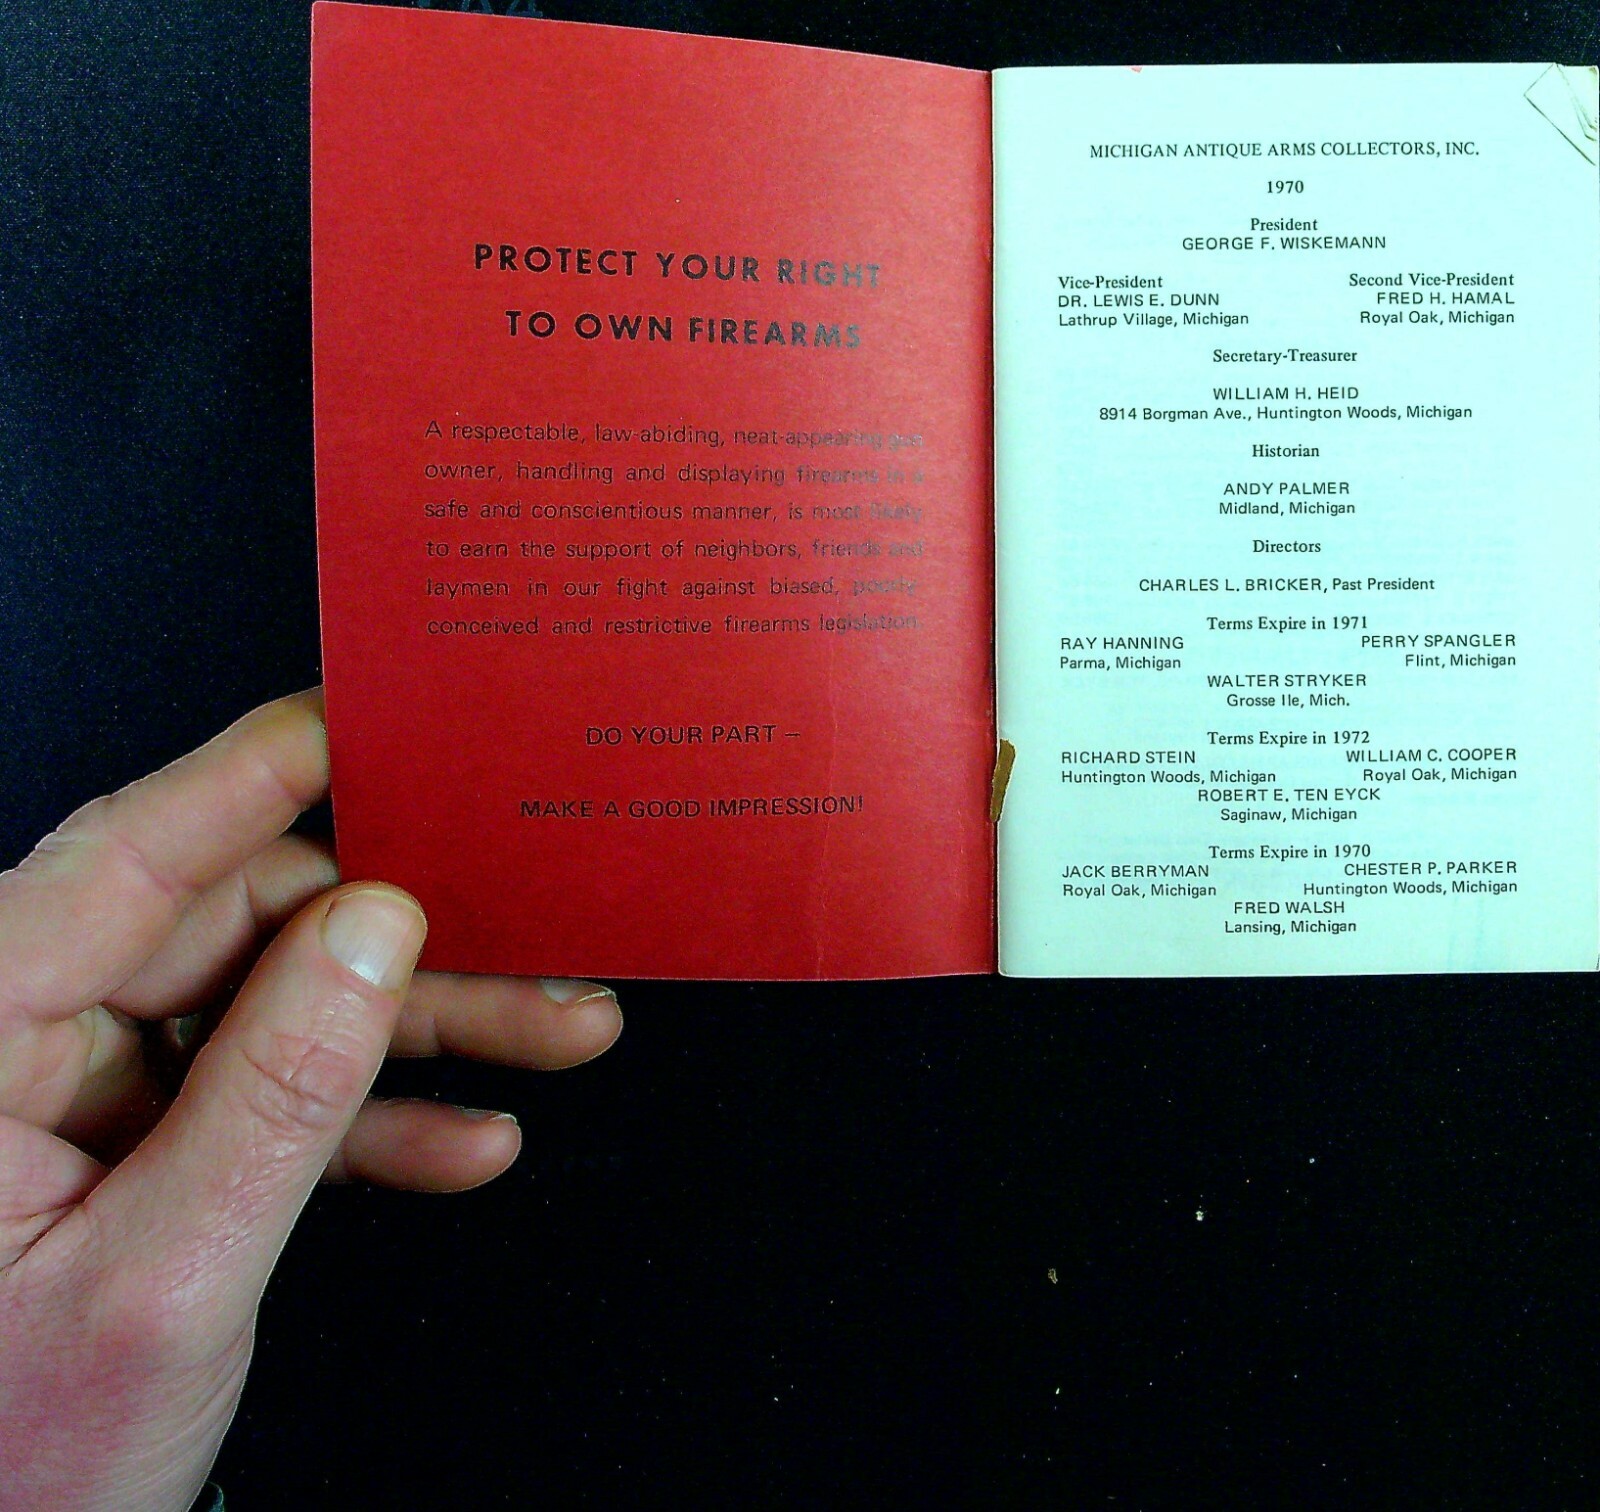 PROTECT YOUR RIGHT
TO OWN FIREARMS
A respectable, law-abiding, neat-appearing gun
owner, handling and displaying firearms in a
safe and conscientious manner, is most likely
to earn the support of neighbors, friends and
laymen in our fight against biased, poorly-
conceived and restrictive firearms legislation.
DO YOUR PART –
MAKE A GOOD IMPRESSION!
MICHIGAN ANTIQUE ARMS COLLECTORS, INC.
1970
President
GEORGE F. WISKEMANN
Vice-President Second Vice-President
DR. LEWIS E. DUNN FRED H. HAMAL
Lathrup Village, Michigan Royal Oak, Michigan
Secretary-Treasurer
WILLIAM H. HEID
8914 Borgman Ave., Huntington Woods, Michigan
Historian
ANDY PALMER
Midland, Michigan
Directors
CHARLES L. BRICKER, Past President
Terms Expire in 1971
RAY HANNING PERRY SPANGLER
Parma, Michigan Flint, Michigan
WALTER STRYKER
Grosse Ile, Mich.
Terms Expire in 1972
RICHARD STEIN WILLIAM C. COOPER
Huntington Woods, Michigan Royal Oak, Michigan
ROBERT E. TEN EYCK
Saginaw, Michigan
Terms Expire in 1970
JACK BERRYMAN CHESTER P. PARKER
Royal Oak, Michigan Huntington Woods, Michigan
FRED WALSH
Lansing, Michigan